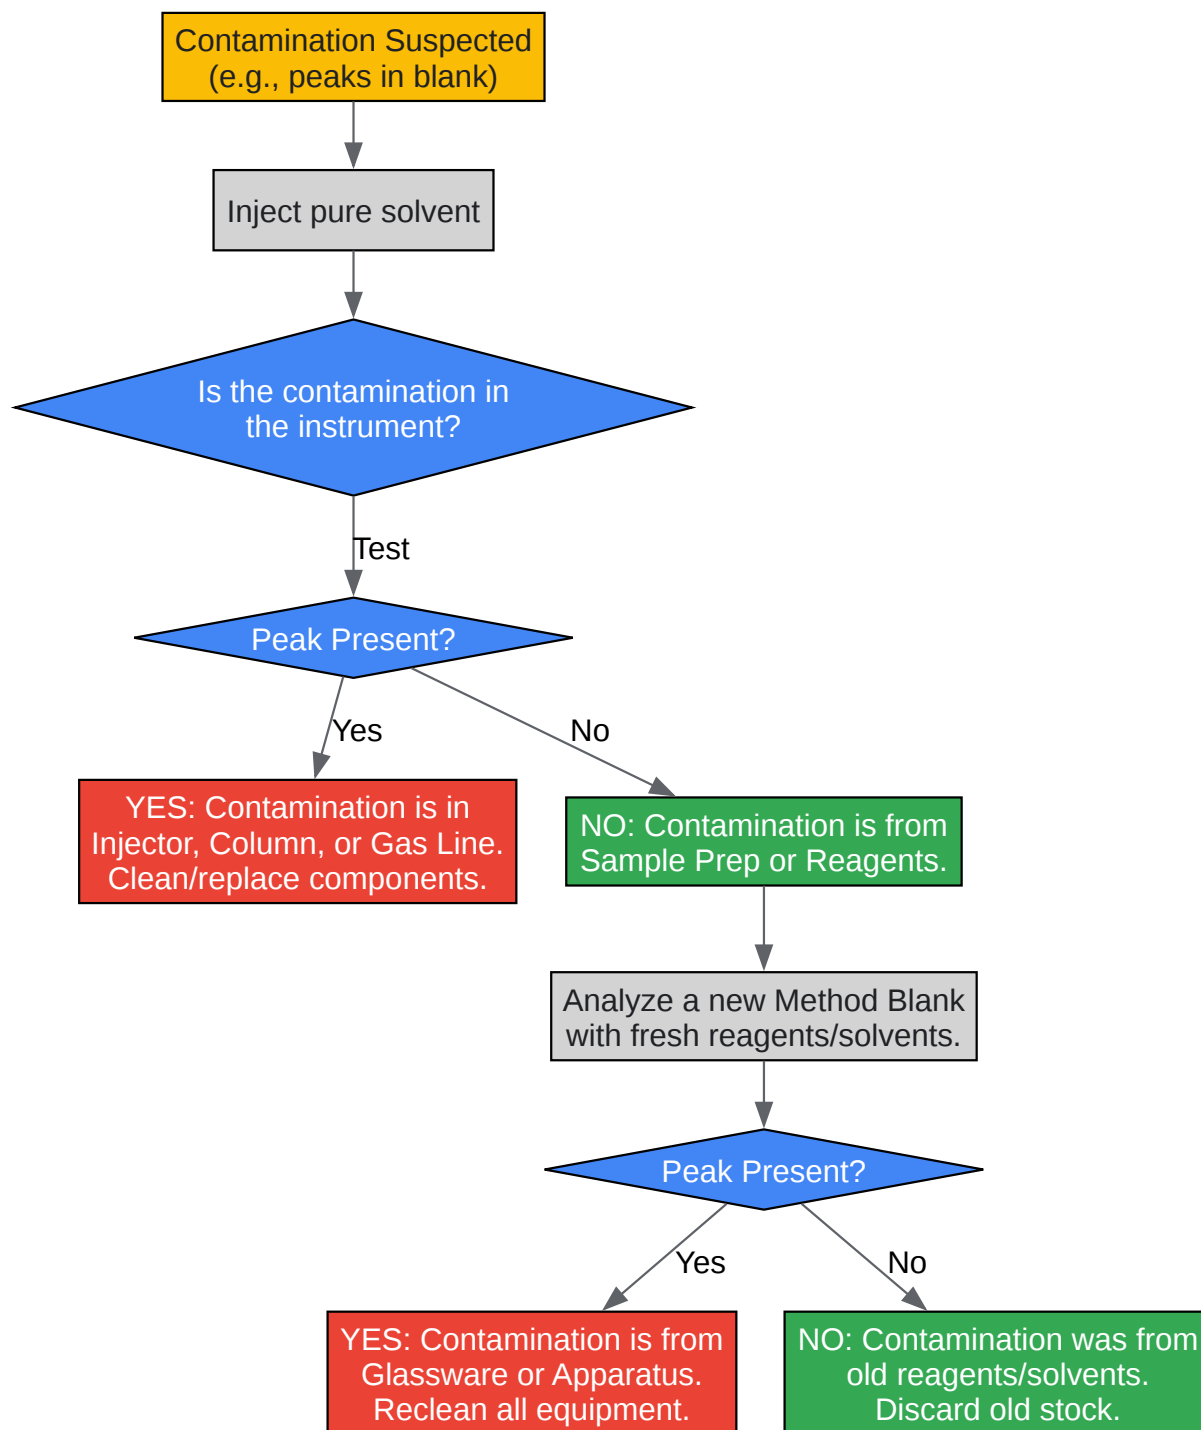 Contamination Suspected
(e.g., peaks in blank)
Inject pure solvent
Is the contamination in
the instrument?
Test
Peak Present?
Yes
No
YES: Contamination is in
Injector, Column, or Gas Line.
Clean/replace components.
NO: Contamination is from
Sample Prep or Reagents.
Analyze a new Method Blank
with fresh reagents/solvents.
Peak Present?
Yes
No
YES: Contamination is from
Glassware or Apparatus.
Reclean all equipment.
NO: Contamination was from
old reagents/solvents.
Discard old stock.